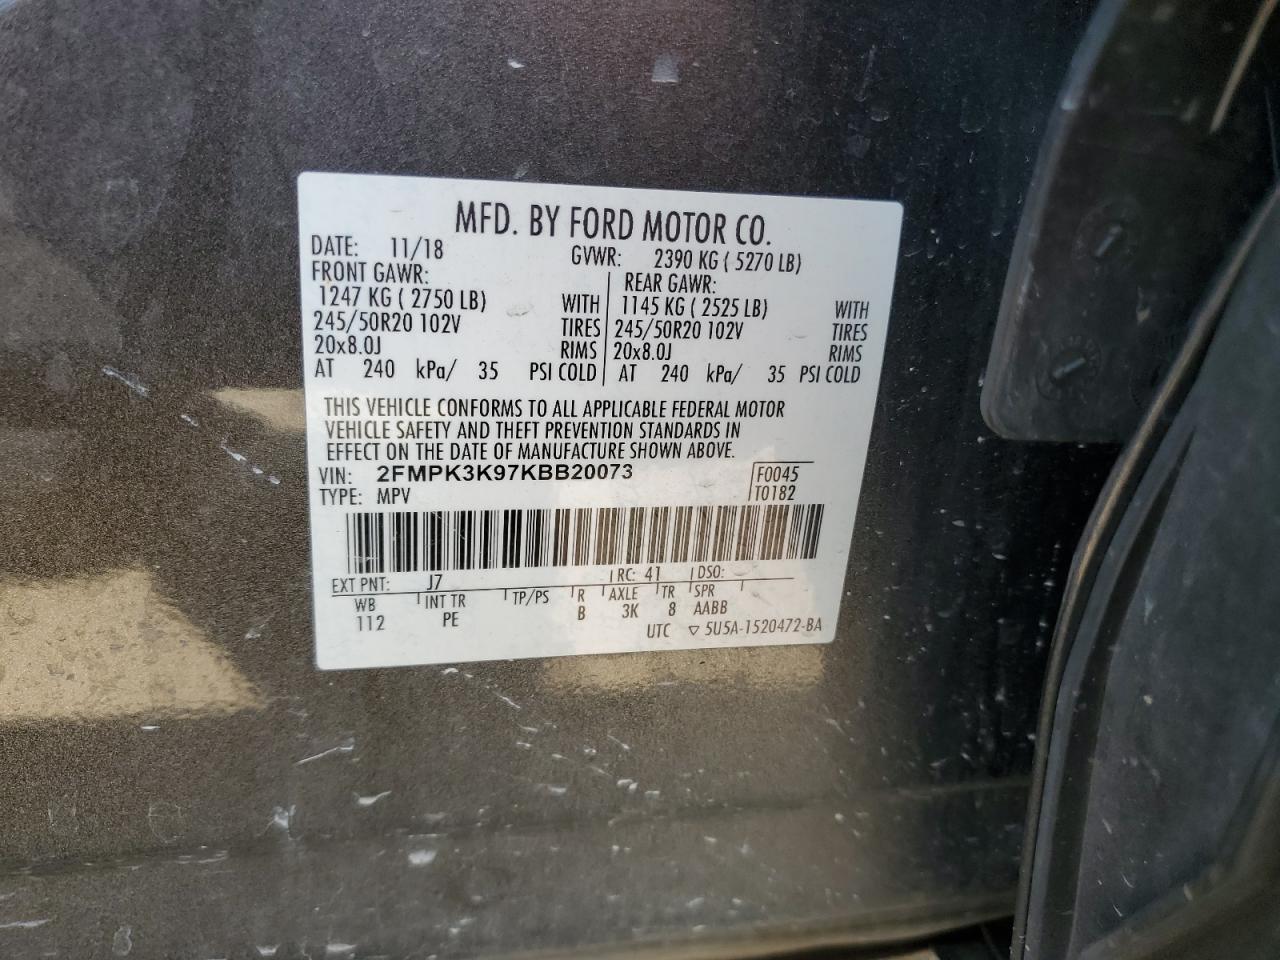 MFD. BY FORD MOTOR CO.
DATE: 11/18 GVWR: 2390 KG ( 5270 LB)
FRONT GAWR: REAR GAWR:
1247 KG ( 2750 LB) WITH 1145 KG ( 2525 LB) WITH
245/50R20 102V TIRES 245/50R20 102V TIRES
20x8.0J RIMS 20x8.0J RIMS
AT 240 kPa/ 35 PSI COLD AT 240 kPa/ 35 PSI COLD
THIS VEHICLE CONFORMS TO ALL APPLICABLE FEDERAL MOTOR
VEHICLE SAFETY AND THEFT PREVENTION STANDARDS IN
EFFECT ON THE DATE OF MANUFACTURE SHOWN ABOVE.
VIN: 2FMPK3K97KBB20073 F0045
TYPE: MPV T0182
EXT PNT: J7 RC: 41 DSO:
WB INT TR TP/PS R AXLE TR SPR
112 PE B 3K 8 AABB
UTC ▽ 5U5A-1520472-BA